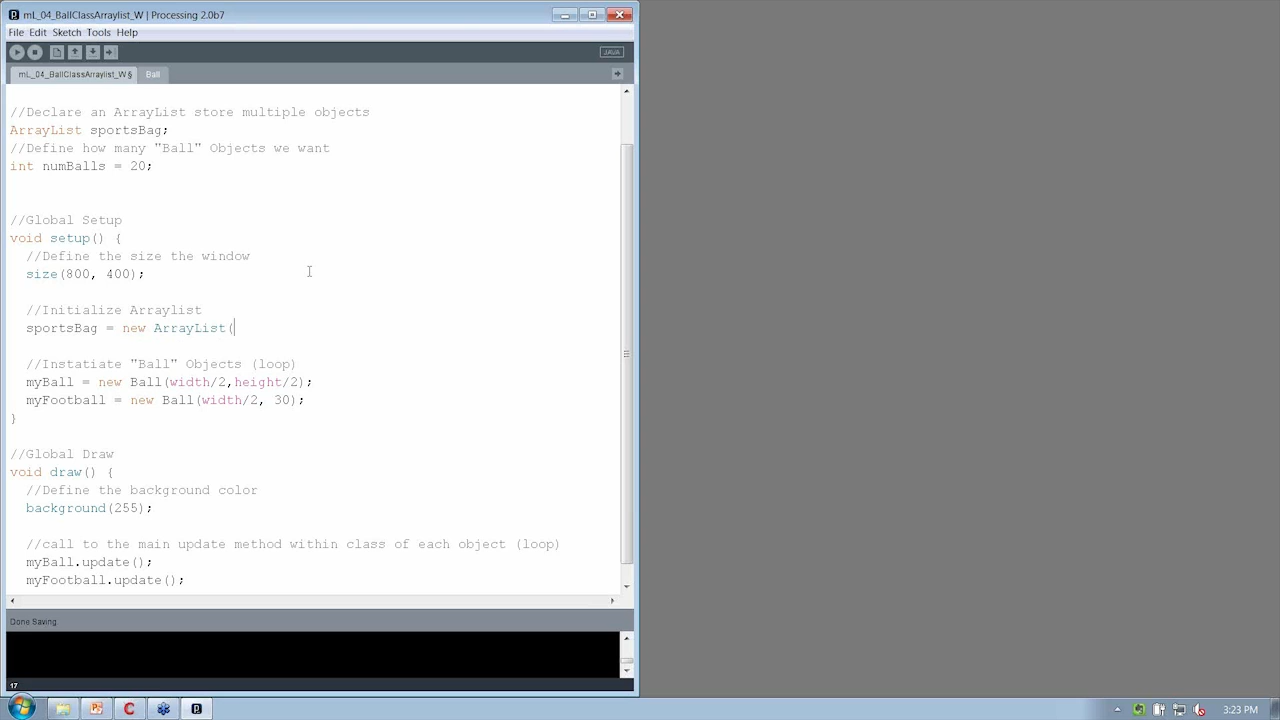 mL_04_BallClassArraylist_W | Processing 2.0b7
File Edit Sketch Tools Help
JAVA
mL_04_BallClassArraylist_W § Ball
//Declare an ArrayList store multiple objects
ArrayList sportsBag;
//Define how many "Ball" Objects we want
int numBalls = 20;
//Global Setup
void setup() {
//Define the size the window
size(800, 400);
//Initialize Arraylist
sportsBag = new ArrayList(
//Instatiate "Ball" Objects (loop)
myBall = new Ball(width/2,height/2);
myFootball = new Ball(width/2, 30);
}
//Global Draw
void draw() {
//Define the background color
background(255);
//call to the main update method within class of each object (loop)
myBall.update();
myFootball.update();
Done Saving
17
3:23 PM